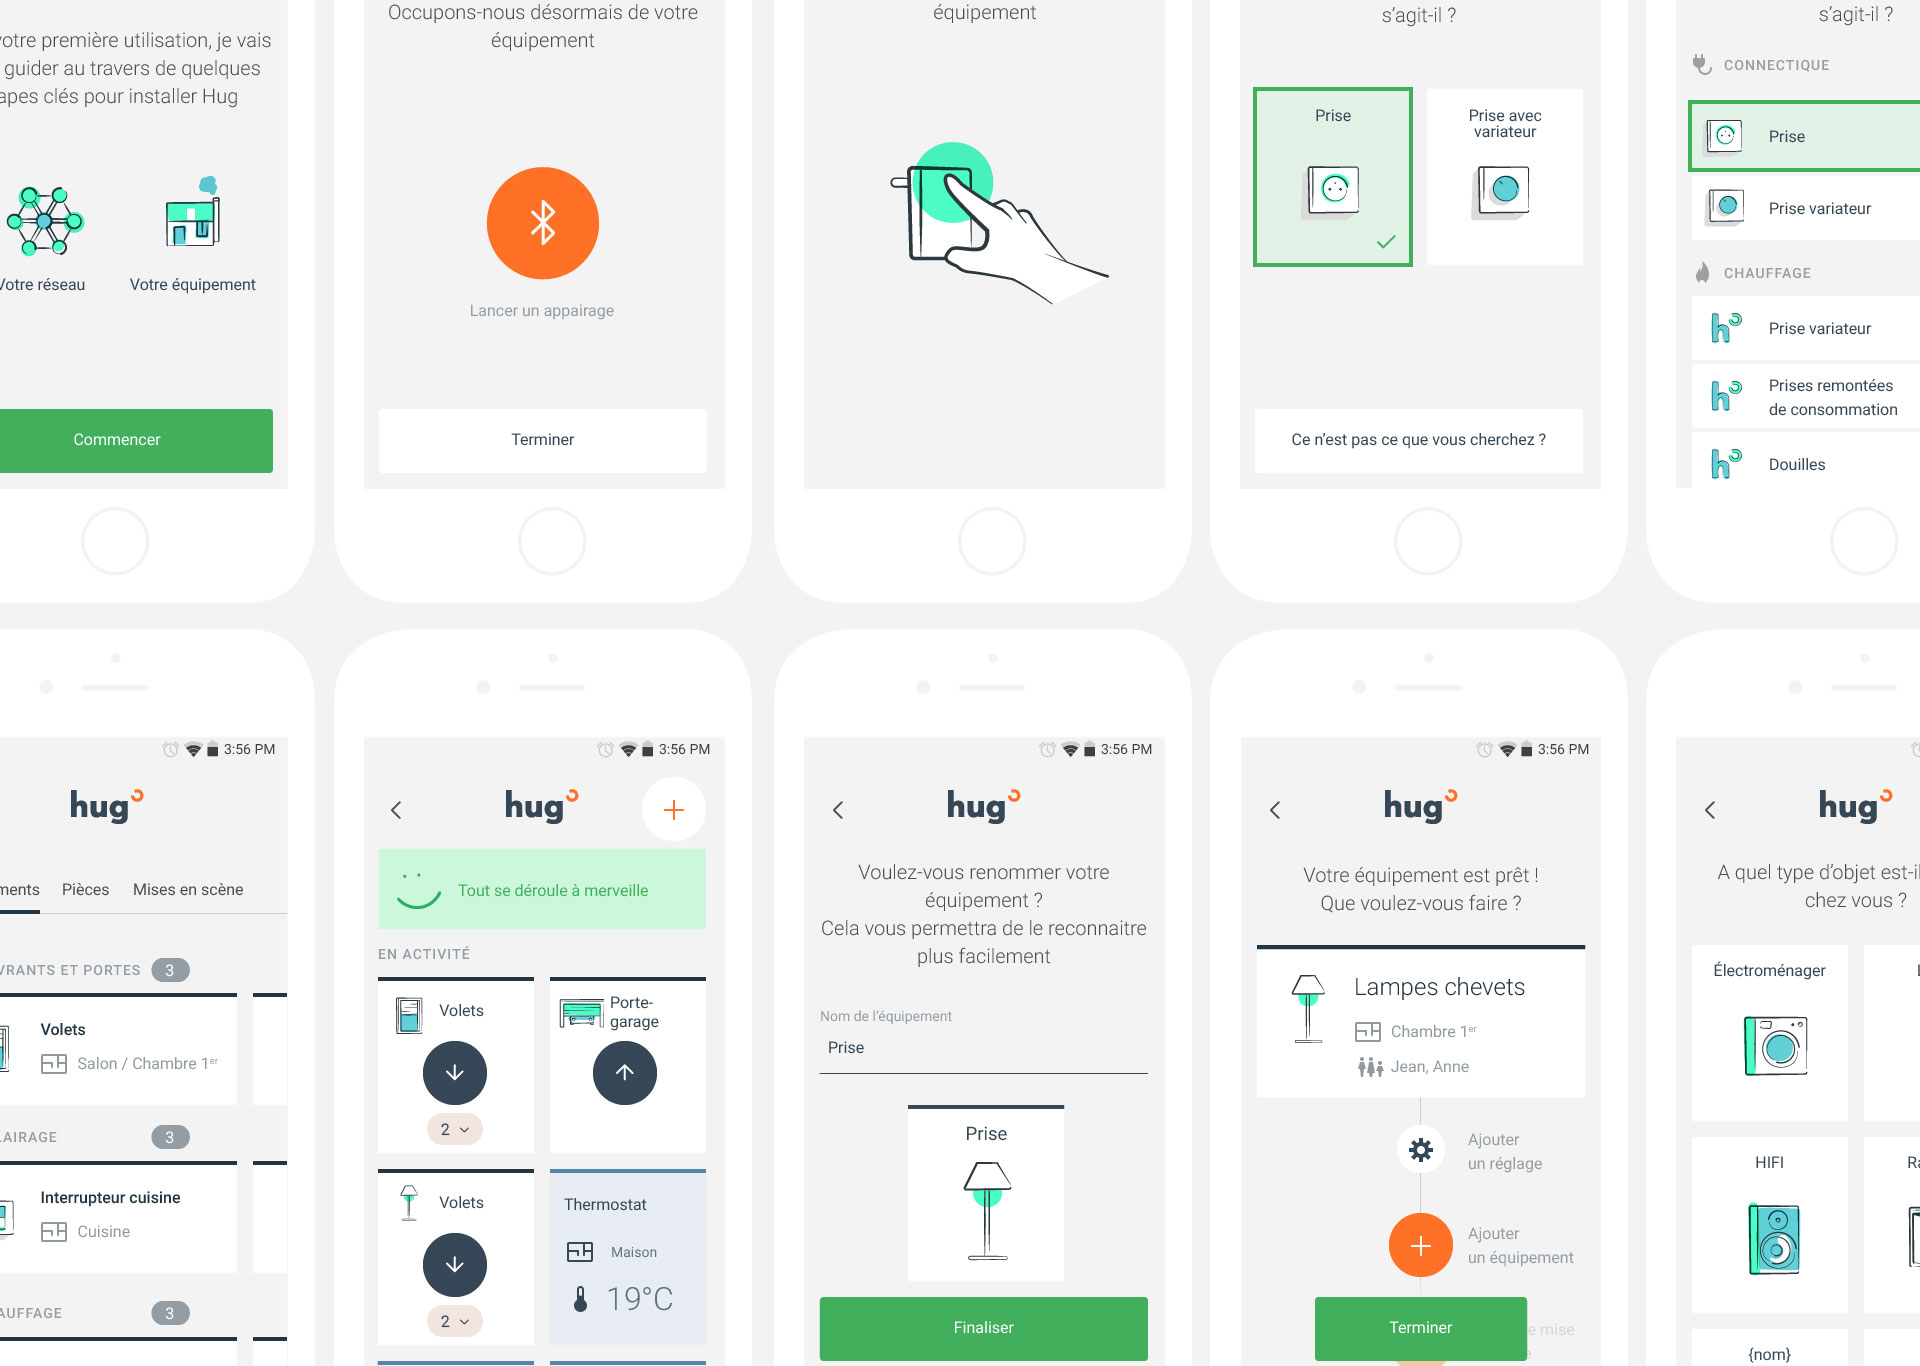 votre première utilisation, je vais
guider au travers de quelques
apes clés pour installer Hug
Votre réseau
Votre équipement
Commencer
Occupons-nous désormais de votre
équipement
Lancer un appairage
Terminer
équipement
s’agit-il ?
Prise
Prise avec
variateur
Ce n’est pas ce que vous cherchez ?
s’agit-il ?
CONNECTIQUE
Prise
Prise variateur
CHAUFFAGE
Prise variateur
Prises remontées
de consommation
Douilles
3:56 PM
hug
ments
Pièces
Mises en scène
VRANTS ET PORTES 3
Volets
Salon / Chambre 1er
LAIRAGE 3
Interrupteur cuisine
Cuisine
AUFFAGE 3
3:56 PM
hug
Tout se déroule à merveille
EN ACTIVITÉ
Volets
2
Porte-
garage
Volets
2
Thermostat
Maison
19°C
3:56 PM
hug
Voulez-vous renommer votre
équipement ?
Cela vous permettra de le reconnaitre
plus facilement
Nom de l’équipement
Prise
Prise
Finaliser
3:56 PM
hug
Votre équipement est prêt !
Que voulez-vous faire ?
Lampes chevets
Chambre 1er
Jean, Anne
Ajouter
un réglage
Ajouter
un équipement
e mise
e
Terminer
hug
A quel type d’objet est-il
chez vous ?
Électroménager
HIFI
Ra
{nom}